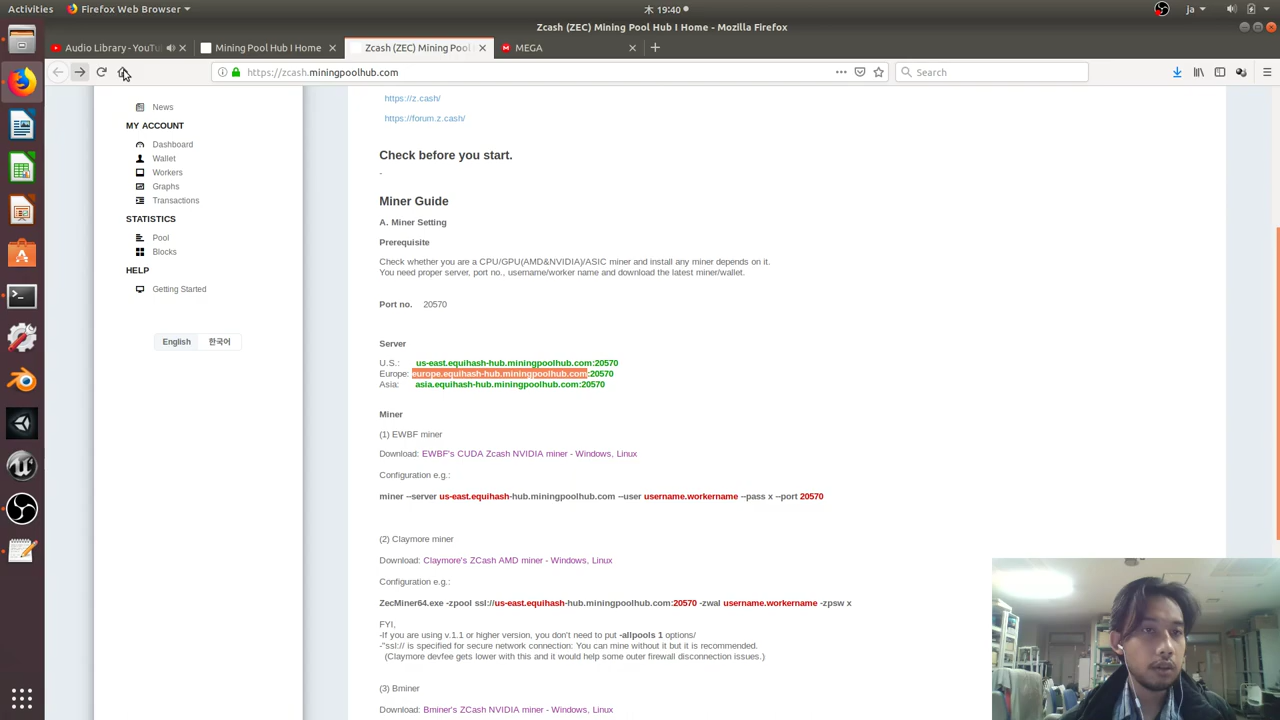 Activities
Firefox Web Browser ▾
19:40
ja ▾
Zcash (ZEC) Mining Pool Hub I Home - Mozilla Firefox
Audio Library - YouTu
Mining Pool Hub I Home
Zcash (ZEC) Mining Pool
MEGA
https://zcash.miningpoolhub.com
Search
News
MY ACCOUNT
Dashboard
Wallet
Workers
Graphs
Transactions
STATISTICS
Pool
Blocks
HELP
Getting Started
English 한국어
https://z.cash/
https://forum.z.cash/
Check before you start.
-
Miner Guide
A. Miner Setting
Prerequisite
Check whether you are a CPU/GPU(AMD&NVIDIA)/ASIC miner and install any miner depends on it.
You need proper server, port no., username/worker name and download the latest miner/wallet.
Port no. 20570
Server
U.S.: us-east.equihash-hub.miningpoolhub.com:20570
Europe: europe.equihash-hub.miningpoolhub.com:20570
Asia: asia.equihash-hub.miningpoolhub.com:20570
Miner
(1) EWBF miner
Download: EWBF's CUDA Zcash NVIDIA miner - Windows, Linux
Configuration e.g.:
miner --server us-east.equihash-hub.miningpoolhub.com --user username.workername --pass x --port 20570
(2) Claymore miner
Download: Claymore's ZCash AMD miner - Windows, Linux
Configuration e.g.:
ZecMiner64.exe -zpool ssl://us-east.equihash-hub.miningpoolhub.com:20570 -zwal username.workername -zpsw x
FYI,
-If you are using v.1.1 or higher version, you don't need to put -allpools 1 options/
-"ssl:// is specified for secure network connection: You can mine without it but it is recommended.
(Claymore devfee gets lower with this and it would help some outer firewall disconnection issues.)
(3) Bminer
Download: Bminer's ZCash NVIDIA miner - Windows, Linux